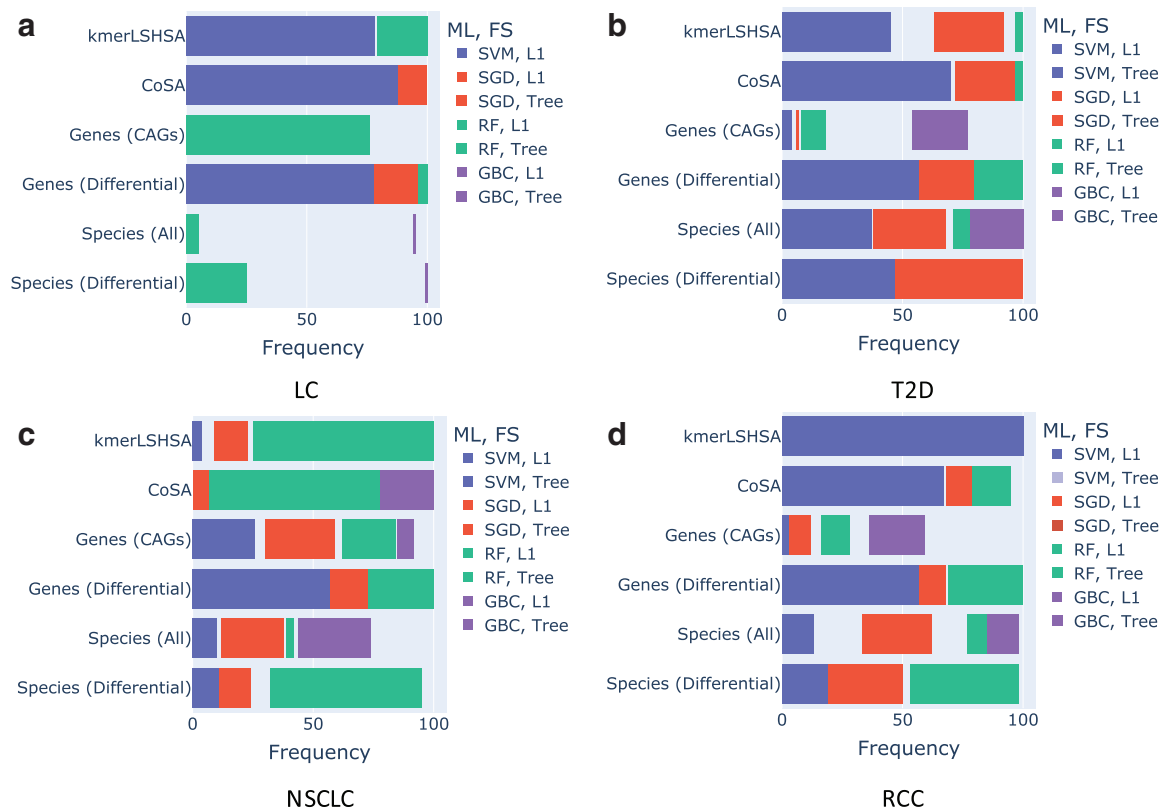 a
kmerLSHSA
CoSA
Genes (CAGs)
Genes (Differential)
Species (All)
Species (Differential)
0
50
100
Frequency
ML, FS
SVM, L1
SGD, L1
SGD, Tree
RF, L1
RF, Tree
GBC, L1
GBC, Tree
LC
b
kmerLSHSA
CoSA
Genes (CAGs)
Genes (Differential)
Species (All)
Species (Differential)
0
50
100
Frequency
ML, FS
SVM, L1
SVM, Tree
SGD, L1
SGD, Tree
RF, L1
RF, Tree
GBC, L1
GBC, Tree
T2D
c
kmerLSHSA
CoSA
Genes (CAGs)
Genes (Differential)
Species (All)
Species (Differential)
0
50
100
Frequency
ML, FS
SVM, L1
SVM, Tree
SGD, L1
SGD, Tree
RF, L1
RF, Tree
GBC, L1
GBC, Tree
NSCLC
d
kmerLSHSA
CoSA
Genes (CAGs)
Genes (Differential)
Species (All)
Species (Differential)
0
50
100
Frequency
ML, FS
SVM, L1
SVM, Tree
SGD, L1
SGD, Tree
RF, L1
RF, Tree
GBC, L1
GBC, Tree
RCC